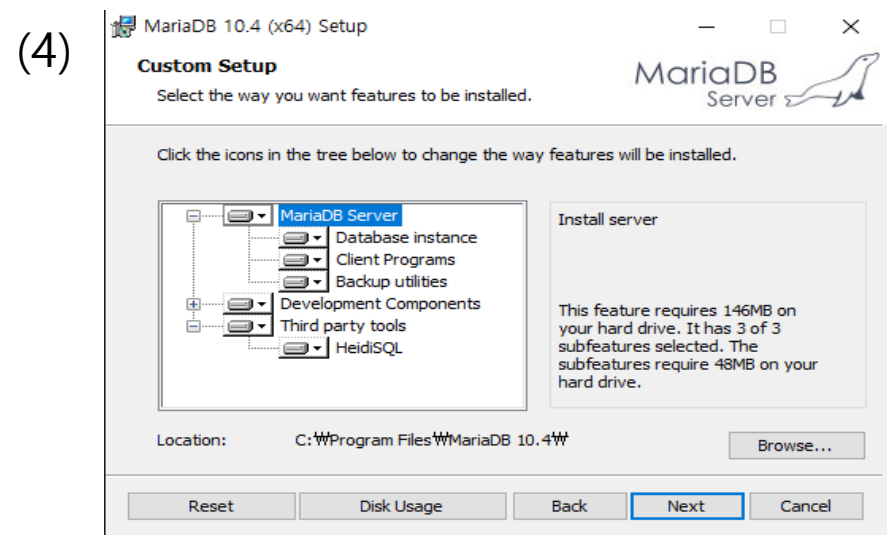 (4)
MariaDB 10.4 (x64) Setup
Custom Setup
Select the way you want features to be installed.
MariaDB
Server
Click the icons in the tree below to change the way features will be installed.
MariaDB Server
Database instance
Client Programs
Backup utilities
Development Components
Third party tools
HeidiSQL
Install server
This feature requires 146MB on
your hard drive. It has 3 of 3
subfeatures selected. The
subfeatures require 48MB on your
hard drive.
Location: C:₩Program Files₩MariaDB 10.4₩
Browse...
Reset Disk Usage Back Next Cancel